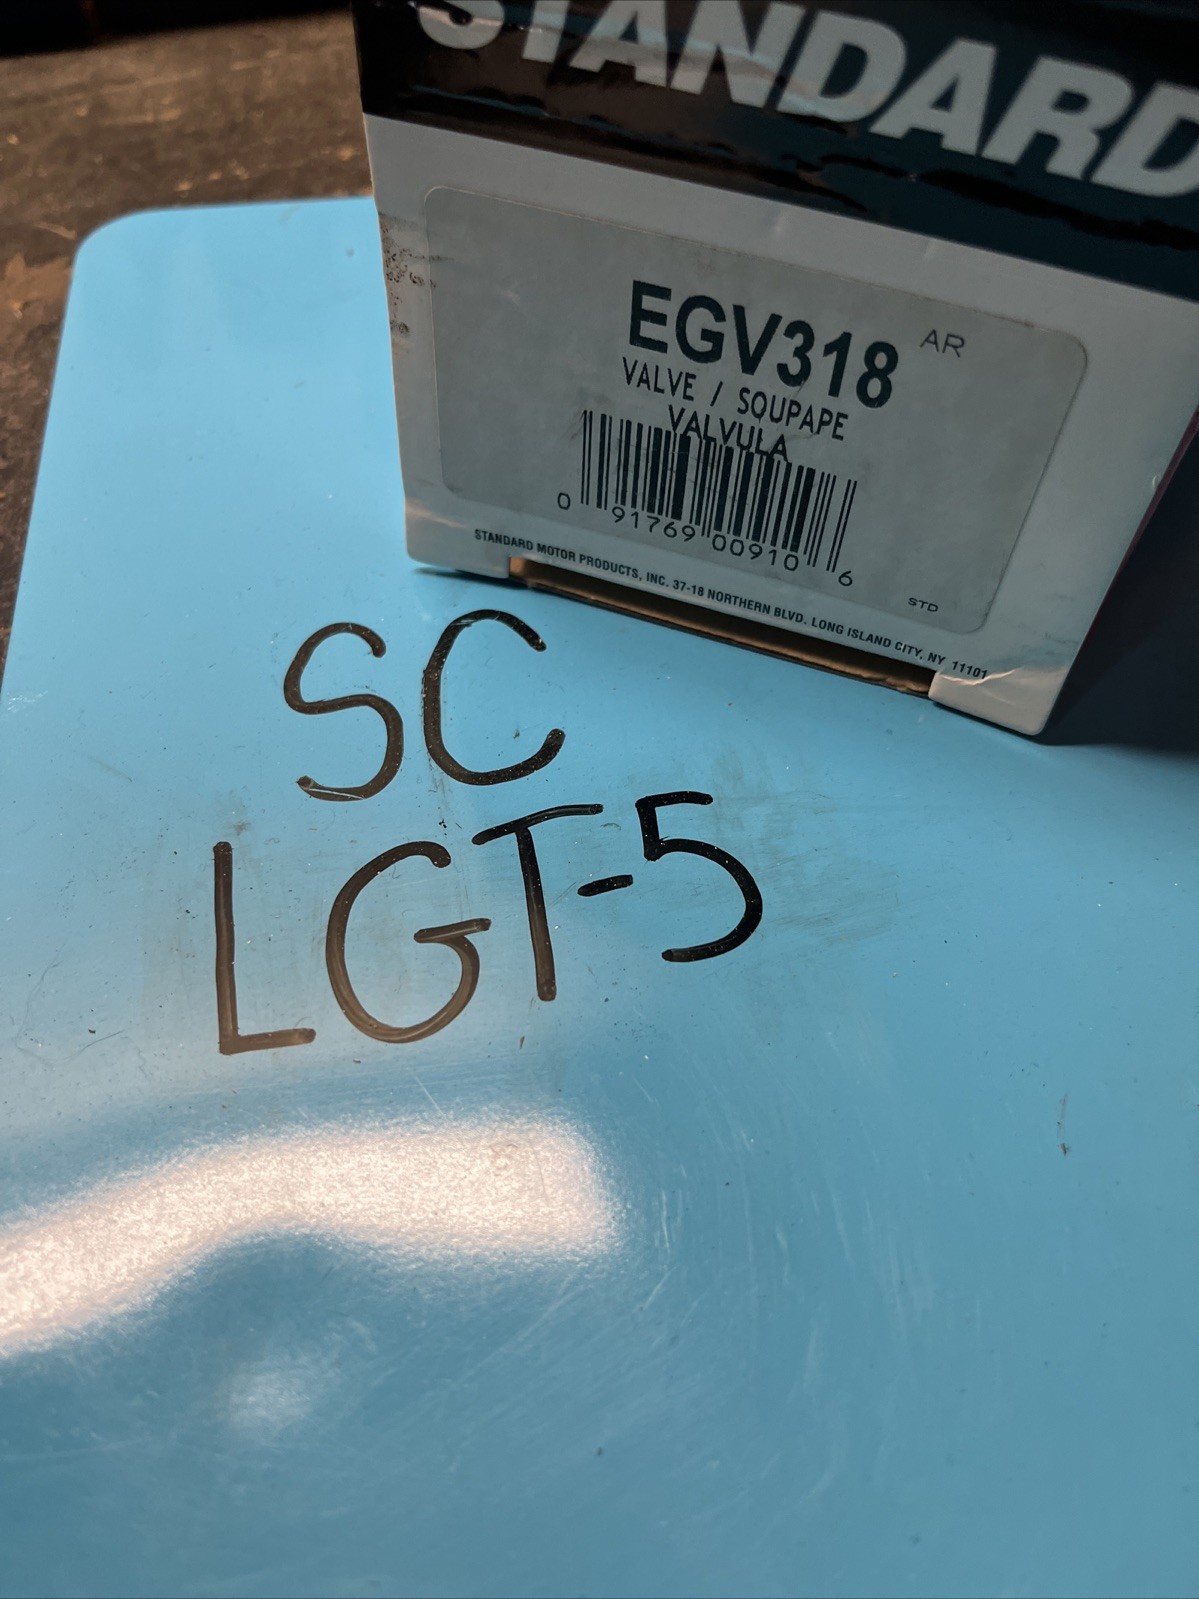 STANDARD
EGV318 AR
VALVE / SOUPAPE
VALVULA
0 91769 00910 6
STD
STANDARD MOTOR PRODUCTS, INC. 37-18 NORTHERN BLVD. LONG ISLAND CITY, NY 11101
SC
LGT-5